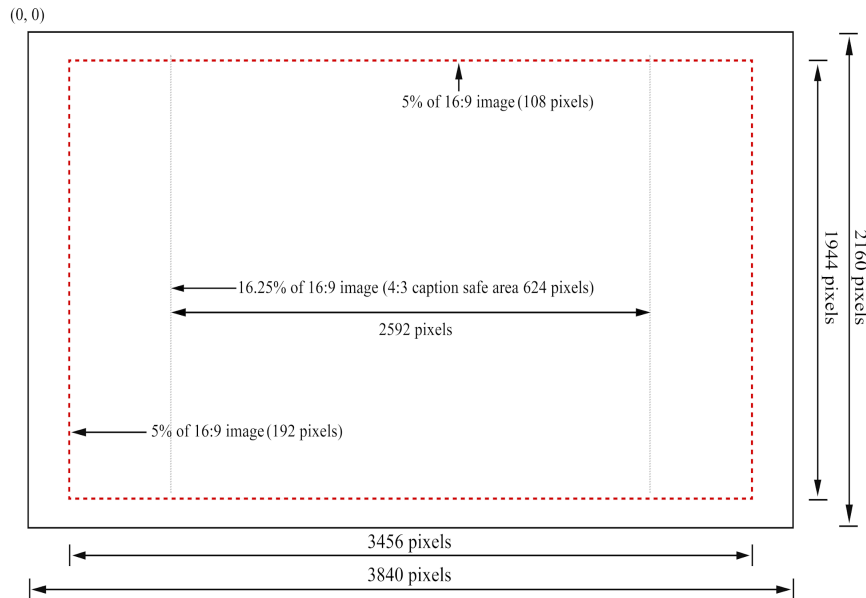 (0, 0)
5% of 16:9 image (108 pixels)
16.25% of 16:9 image (4:3 caption safe area 624 pixels)
2592 pixels
5% of 16:9 image (192 pixels)
1944 pixels
2160 pixels
3456 pixels
3840 pixels